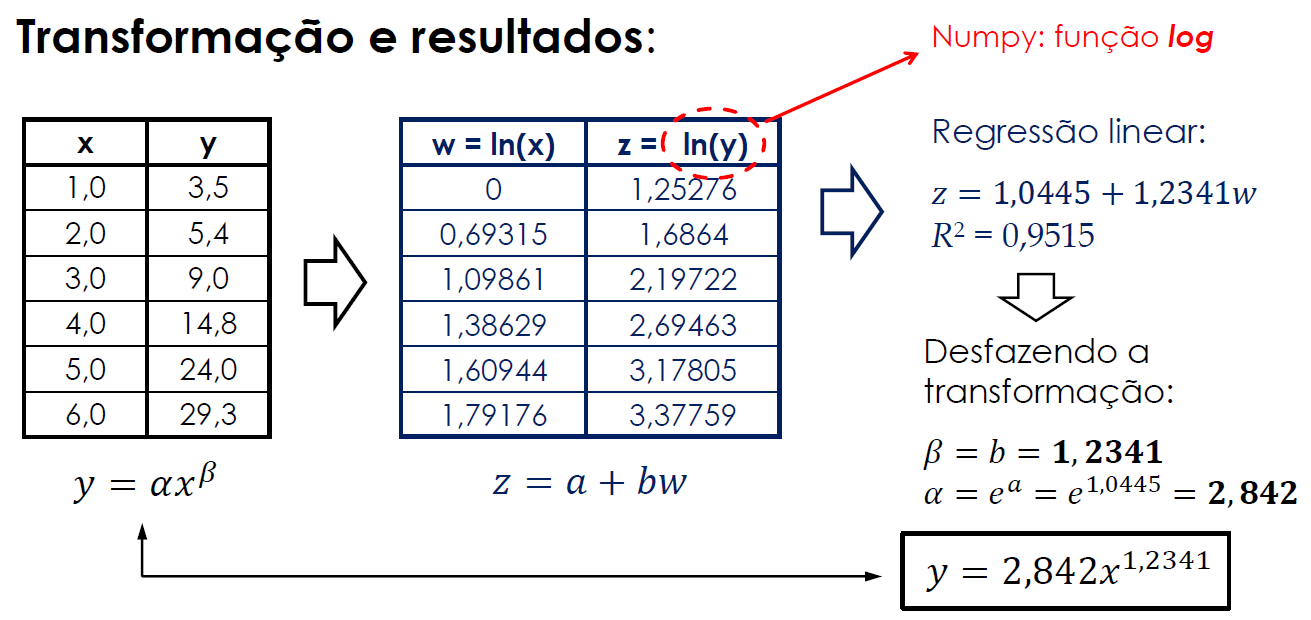 Transformação e resultados:
Numpy: função log
x y
1,0 3,5
2,0 5,4
3,0 9,0
4,0 14,8
5,0 24,0
6,0 29,3
y = αx^β
w = ln(x) z = ln(y)
0 1,25276
0,69315 1,6864
1,09861 2,19722
1,38629 2,69463
1,60944 3,17805
1,79176 3,37759
z = a + bw
Regressão linear:
z = 1,0445 + 1,2341w
R² = 0,9515
Desfazendo a
transformação:
β = b = 1,2341
α = e^a = e^1,0445 = 2,842
y = 2,842x^1,2341